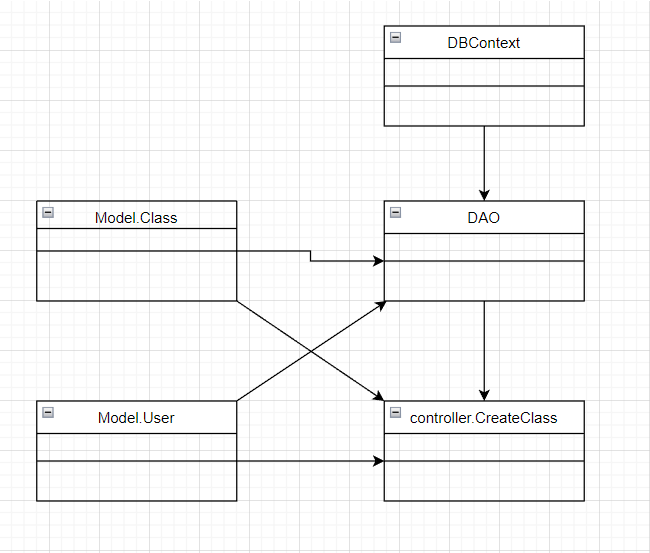 DBContext
Model.Class
DAO
Model.User
controller.CreateClass